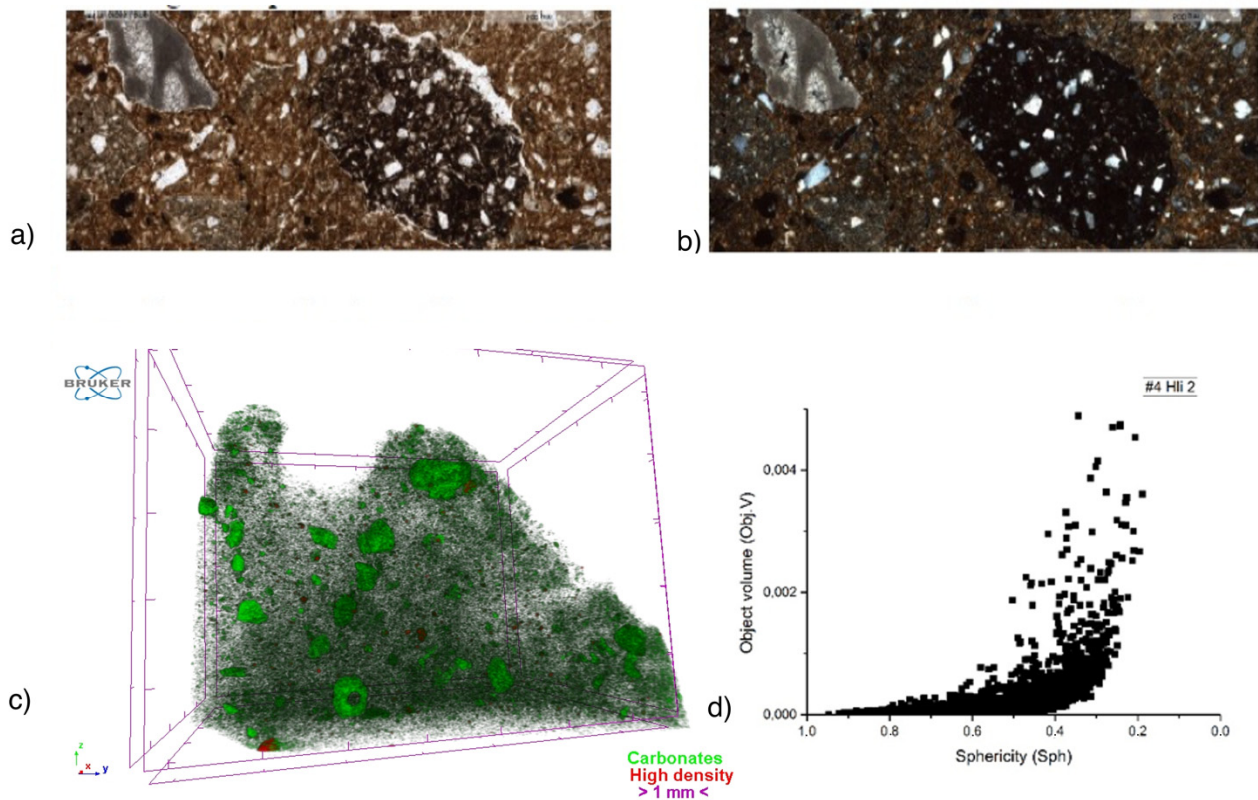 a)
b)
BRUKER
c)
z
x
y
Carbonates
High density
> 1 mm <
d)
#4 Hli 2
Object volume (Obj.V)
0,004
0,002
0,000
1.0
0.8
0.6
0.4
0.2
0.0
Sphericity (Sph)